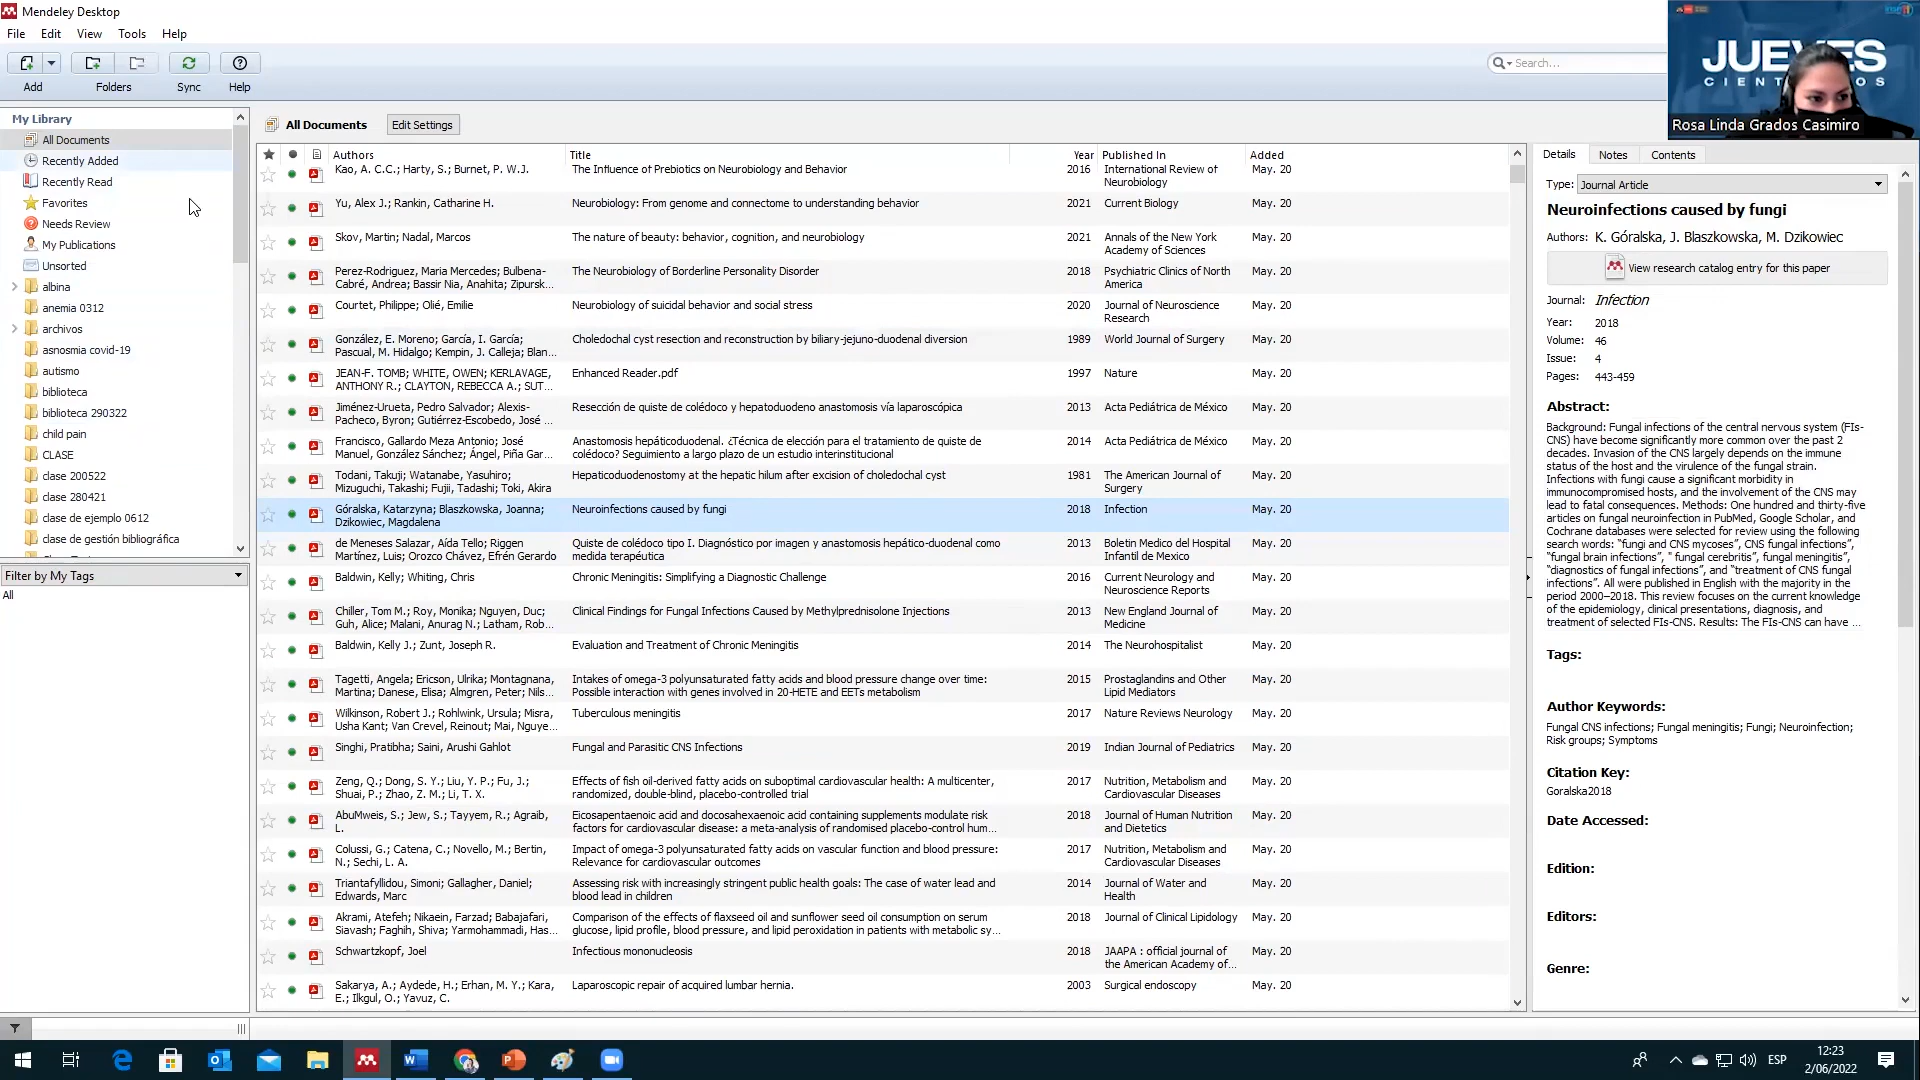 Mendeley Desktop
File Edit View Tools Help
Add Folders Sync Help
Search...
JUEVES
Rosa Linda Grados Casimiro
My Library
All Documents
Recently Added
Recently Read
Favorites
Needs Review
My Publications
Unsorted
albina
anemia 0312
archivos
asnosmia covid-19
autismo
biblioteca
biblioteca 290322
child pain
CLASE
clase 200522
clase 280421
clase de ejemplo 0612
clase de gestión bibliográfica
Filter by My Tags
All
All Documents Edit Settings
Authors Title Year Published In Added
Kao, A. C.C.; Harty, S.; Burnet, P. W.J. The Influence of Prebiotics on Neurobiology and Behavior 2016 International Review of May. 20
Neurobiology
Yu, Alex J.; Rankin, Catharine H. Neurobiology: From genome and connectome to understanding behavior 2021 Current Biology May. 20
Skov, Martin; Nadal, Marcos The nature of beauty: behavior, cognition, and neurobiology 2021 Annals of the New York May. 20
Academy of Sciences
Perez-Rodriguez, Maria Mercedes; Bulbena- The Neurobiology of Borderline Personality Disorder 2018 Psychiatric Clinics of North May. 20
Cabré, Andrea; Bassir Nia, Anahita; Zipursk... America
Courtet, Philippe; Olié, Emilie Neurobiology of suicidal behavior and social stress 2020 Journal of Neuroscience May. 20
Research
González, E. Moreno; García, I. García; Choledochal cyst resection and reconstruction by biliary-jejuno-duodenal diversion 1989 World Journal of Surgery May. 20
Pascual, M. Hidalgo; Kempin, J. Calleja; Blan...
JEAN-F. TOMB; WHITE, OWEN; KERLAVAGE, Enhanced Reader.pdf 1997 Nature May. 20
ANTHONY R.; CLAYTON, REBECCA A.; SUT...
Jiménez-Urueta, Pedro Salvador; Alexis- Resección de quiste de colédoco y hepatoduodeno anastomosis vía laparoscópica 2013 Acta Pediátrica de México May. 20
Pacheco, Byron; Gutiérrez-Escobedo, José ...
Francisco, Gallardo Meza Antonio; José Anastomosis hepáticoduodenal. ¿Técnica de elección para el tratamiento de quiste de 2014 Acta Pediátrica de México May. 20
Manuel, González Sánchez; Ángel, Piña Gar... colédoco? Seguimiento a largo plazo de un estudio interinstitucional
Todani, Takuji; Watanabe, Yasuhiro; Hepaticoduodenostomy at the hepatic hilum after excision of choledochal cyst 1981 The American Journal of May. 20
Mizuguchi, Takashi; Fujii, Tadashi; Toki, Akira Surgery
Góralska, Katarzyna; Blaszkowska, Joanna; Neuroinfections caused by fungi 2018 Infection May. 20
Dzikowiec, Magdalena
de Meneses Salazar, Aída Tello; Riggen Quiste de colédoco tipo I. Diagnóstico por imagen y anastomosis hepático-duodenal como 2013 Boletin Medico del Hospital May. 20
Martínez, Luis; Orozco Chávez, Efrén Gerardo medida terapéutica Infantil de Mexico
Baldwin, Kelly; Whiting, Chris Chronic Meningitis: Simplifying a Diagnostic Challenge 2016 Current Neurology and May. 20
Neuroscience Reports
Chiller, Tom M.; Roy, Monika; Nguyen, Duc; Clinical Findings for Fungal Infections Caused by Methylprednisolone Injections 2013 New England Journal of May. 20
Guh, Alice; Malani, Anurag N.; Latham, Rob... Medicine
Baldwin, Kelly J.; Zunt, Joseph R. Evaluation and Treatment of Chronic Meningitis 2014 The Neurohospitalist May. 20
Tagetti, Angela; Ericson, Ulrika; Montagnana, Intakes of omega-3 polyunsaturated fatty acids and blood pressure change over time: 2015 Prostaglandins and Other May. 20
Martina; Danese, Elisa; Almgren, Peter; Nils... Possible interaction with genes involved in 20-HETE and EETs metabolism Lipid Mediators
Wilkinson, Robert J.; Rohlwink, Ursula; Misra, Tuberculous meningitis 2017 Nature Reviews Neurology May. 20
Usha Kant; Van Crevel, Reinout; Mai, Nguye...
Singhi, Pratibha; Saini, Arushi Gahlot Fungal and Parasitic CNS Infections 2019 Indian Journal of Pediatrics May. 20
Zeng, Q.; Dong, S. Y.; Liu, Y. P.; Fu, J.; Effects of fish oil-derived fatty acids on suboptimal cardiovascular health: A multicenter, 2017 Nutrition, Metabolism and May. 20
Shuai, P.; Zhao, Z. M.; Li, T. X. randomized, double-blind, placebo-controlled trial Cardiovascular Diseases
AbuMweis, S.; Jew, S.; Tayyem, R.; Agraib, Eicosapentaenoic acid and docosahexaenoic acid containing supplements modulate risk 2018 Journal of Human Nutrition May. 20
L. factors for cardiovascular disease: a meta-analysis of randomised placebo-control hum... and Dietetics
Colussi, G.; Catena, C.; Novello, M.; Bertin, Impact of omega-3 polyunsaturated fatty acids on vascular function and blood pressure: 2017 Nutrition, Metabolism and May. 20
N.; Sechi, L. A. Relevance for cardiovascular outcomes Cardiovascular Diseases
Triantafyllidou, Simoni; Gallagher, Daniel; Assessing risk with increasingly stringent public health goals: The case of water lead and 2014 Journal of Water and May. 20
Edwards, Marc blood lead in children Health
Akrami, Atefeh; Nikaein, Farzad; Babajafari, Comparison of the effects of flaxseed oil and sunflower seed oil consumption on serum 2018 Journal of Clinical Lipidology May. 20
Siavash; Faghih, Shiva; Yarmohammadi, Has... glucose, lipid profile, blood pressure, and lipid peroxidation in patients with metabolic sy...
Schwartzkopf, Joel Infectious mononucleosis 2018 JAAPA : official journal of May. 20
the American Academy of...
Sakarya, A.; Aydede, H.; Erhan, M. Y.; Kara, Laparoscopic repair of acquired lumbar hernia. 2003 Surgical endoscopy May. 20
E.; Ilkgul, O.; Yavuz, C.
Details Notes Contents
Type: Journal Article
Neuroinfections caused by fungi
Authors: K. Góralska, J. Blaszkowska, M. Dzikowiec
View research catalog entry for this paper
Journal: Infection
Year: 2018
Volume: 46
Issue: 4
Pages: 443-459
Abstract:
Background: Fungal infections of the central nervous system (FIs-
CNS) have become significantly more common over the past 2
decades. Invasion of the CNS largely depends on the immune
status of the host and the virulence of the fungal strain.
Infections with fungi cause a significant morbidity in
immunocompromised hosts, and the involvement of the CNS may
lead to fatal consequences. Methods: One hundred and thirty-five
articles on fungal neuroinfection in PubMed, Google Scholar, and
Cochrane databases were selected for review using the following
search words: "fungi and CNS mycoses", CNS fungal infections",
"fungal brain infections", " fungal cerebritis", fungal meningitis",
"diagnostics of fungal infections", and "treatment of CNS fungal
infections". All were published in English with the majority in the
period 2000–2018. This review focuses on the current knowledge
of the epidemiology, clinical presentations, diagnosis, and
treatment of selected FIs-CNS. Results: The FIs-CNS can have ...
Tags:
Author Keywords:
Fungal CNS infections; Fungal meningitis; Fungi; Neuroinfection;
Risk groups; Symptoms
Citation Key:
Goralska2018
Date Accessed:
Edition:
Editors:
Genre:
ESP
12:23
2/06/2022